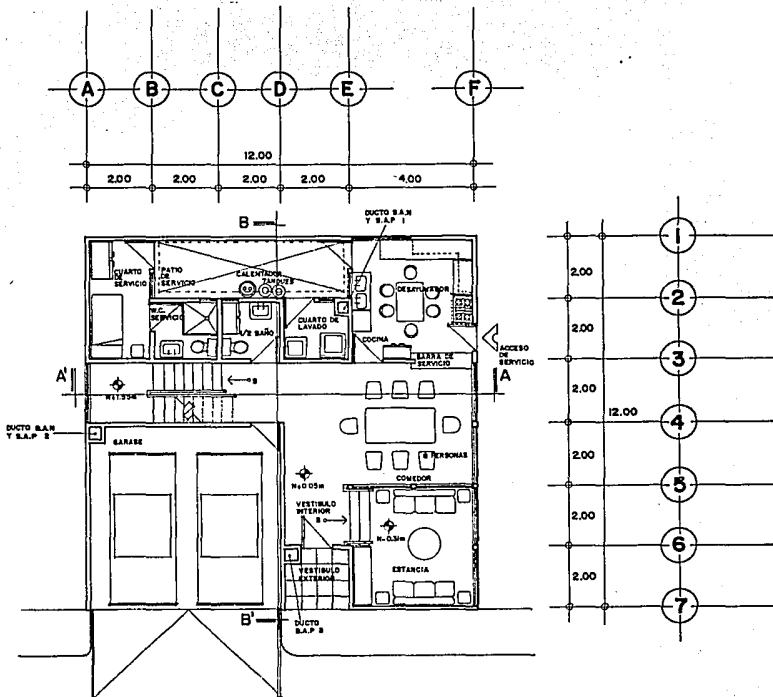 A B C D E F
12.00
2.00 2.00 2.00 2.00 4.00
DUCTO B.A.N
Y B.A.P 1
B
1
2.00
CUARTO
DE
SERVICIO
PATIO
DE
SERVICIO
CALENTADOR
TANQUES
DESAYUNADOR
2
W.C.
SERVICIO
1/2 BAÑO
CUARTO DE
LAVADO
COCINA
2.00
ACCESO
DE
SERVICIO
BARRA DE
SERVICIO
3
A'
A
2.00
12.00
4
DUCTO B.A.N
Y B.A.P 2
GARAGE
8 PERSONAS
COMEDOR
2.00
N±0.05m
5
VESTIBULO
INTERIOR
2.00
N-0.31m
6
VESTIBULO
EXTERIOR
ESTANCIA
2.00
7
B'
DUCTO
B.A.P 3